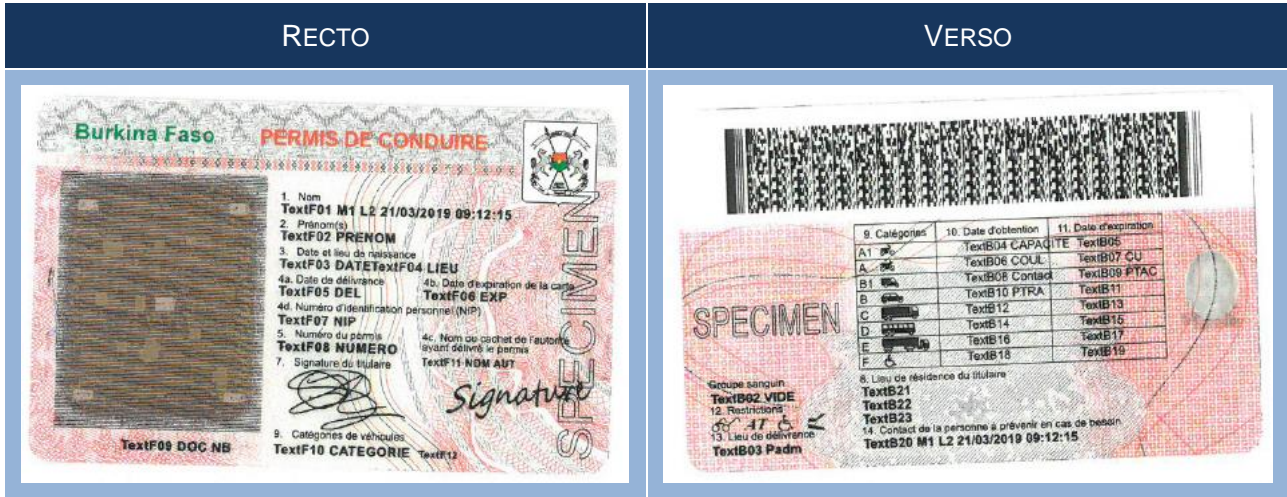 RECTO
VERSO
Burkina Faso PERMIS DE CONDUIRE
1. Nom
TextF01 M1 L2 21/03/2019 09:12:15
2. Prénom(s)
TextF02 PRENOM
3. Date et lieu de naissance
TextF03 DATETextF04 LIEU
4a. Date de délivrance 4b. Date d'expiration de la carte
TextF05 DEL TextF06 EXP
4d. Numéro d'identification personnel (NIP)
TextF07 NIP
5. Numéro du permis 4c. Nom ou cachet de l'autorité
TextF08 NUMERO ayant délivré le permis
7. Signature du titulaire TextF11 NOM AUT
Signature
9. Catégories de véhicules
TextF09 DOC NB TextF10 CATEGORIE TextF12
SPECIMEN
9. Catégories 10. Date d'obtention 11. Date d'expiration
A1 TextB04 CAPACITE TextB05
A TextB06 COUL TextB07 CU
B1 TextB08 Contact TextB09 PTAC
B TextB10 PTRA TextB11
C TextB12 TextB13
D TextB14 TextB15
E TextB16 TextB17
F TextB18 TextB19
SPECIMEN
Groupe sanguin
TextB02 VIDE
12. Restrictions
AT
13. Lieu de délivrance
TextB03 Padm
8. Lieu de résidence du titulaire
TextB21
TextB22
TextB23
14. Contact de la personne à prévenir en cas de besoin
TextB20 M1 L2 21/03/2019 09:12:15